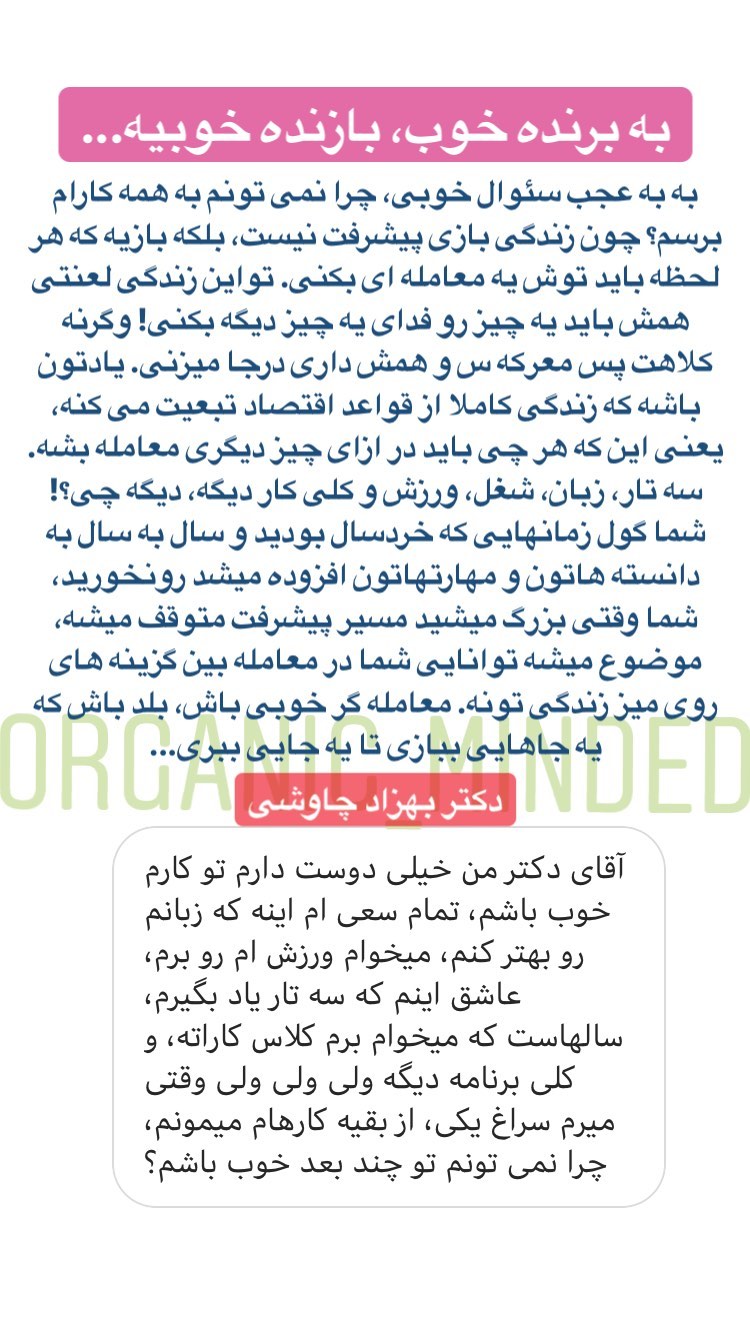 یه برنده خوب، بازنده خوبیه...
به به عجب سئوال خوبی، چرا نمی تونم به همه کارام
برسم؟ چون زندگی بازی پیشرفت نیست، بلکه بازیه که هر
لحظه باید توش یه معامله ای بکنی. تواین زندگی لعنتی
همش باید یه چیز رو فدای یه چیز دیگه بکنی! وگرنه
کلاهت پس معرکه س و همش داری درجا میزنی. یادتون
باشه که زندگی کاملا از قواعد اقتصاد تبعیت می کنه،
یعنی این که هر چی باید در ازای چیز دیگری معامله بشه.
سه تار، زبان، شغل، ورزش و کلی کار دیگه، دیگه چی؟!
شما گول زمانهایی که خردسال بودید و سال به سال به
دانسته هاتون و مهارتهاتون افزوده میشد رونخورید،
شما وقتی بزرگ میشید مسیر پیشرفت متوقف میشه،
موضوع میشه توانایی شما در معامله بین گزینه های
روی میز زندگی تونه. معامله گر خوبی باش، بلد باش که
یه جاهایی ببازی تا یه جایی ببری...
ORGANIC_MINDED
دکتر بهزاد چاوشی
آقای دکتر من خیلی دوست دارم تو کارم
خوب باشم، تمام سعی ام اینه که زبانم
رو بهتر کنم، میخوام ورزش ام رو برم،
عاشق اینم که سه تار یاد بگیرم،
سالهاست که میخوام برم کلاس کاراته، و
کلی برنامه دیگه ولی ولی ولی وقتی
میرم سراغ یکی، از بقیه کارهام میمونم،
چرا نمی تونم تو چند بعد خوب باشم؟